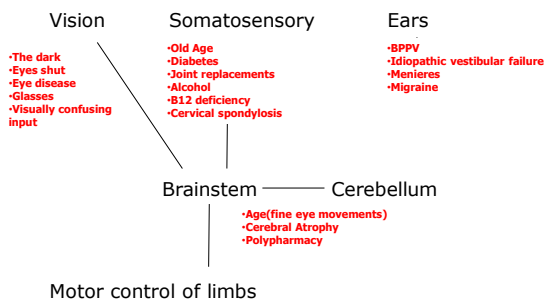 Vision
Somatosensory
Ears
•The dark
•Eyes shut
•Eye disease
•Glasses
•Visually confusing
input
•Old Age
•Diabetes
•Joint replacements
•Alcohol
•B12 deficiency
•Cervical spondylosis
•BPPV
•Idiopathic vestibular failure
•Menieres
•Migraine
Brainstem
Cerebellum
•Age(fine eye movements)
•Cerebral Atrophy
•Polypharmacy
Motor control of limbs